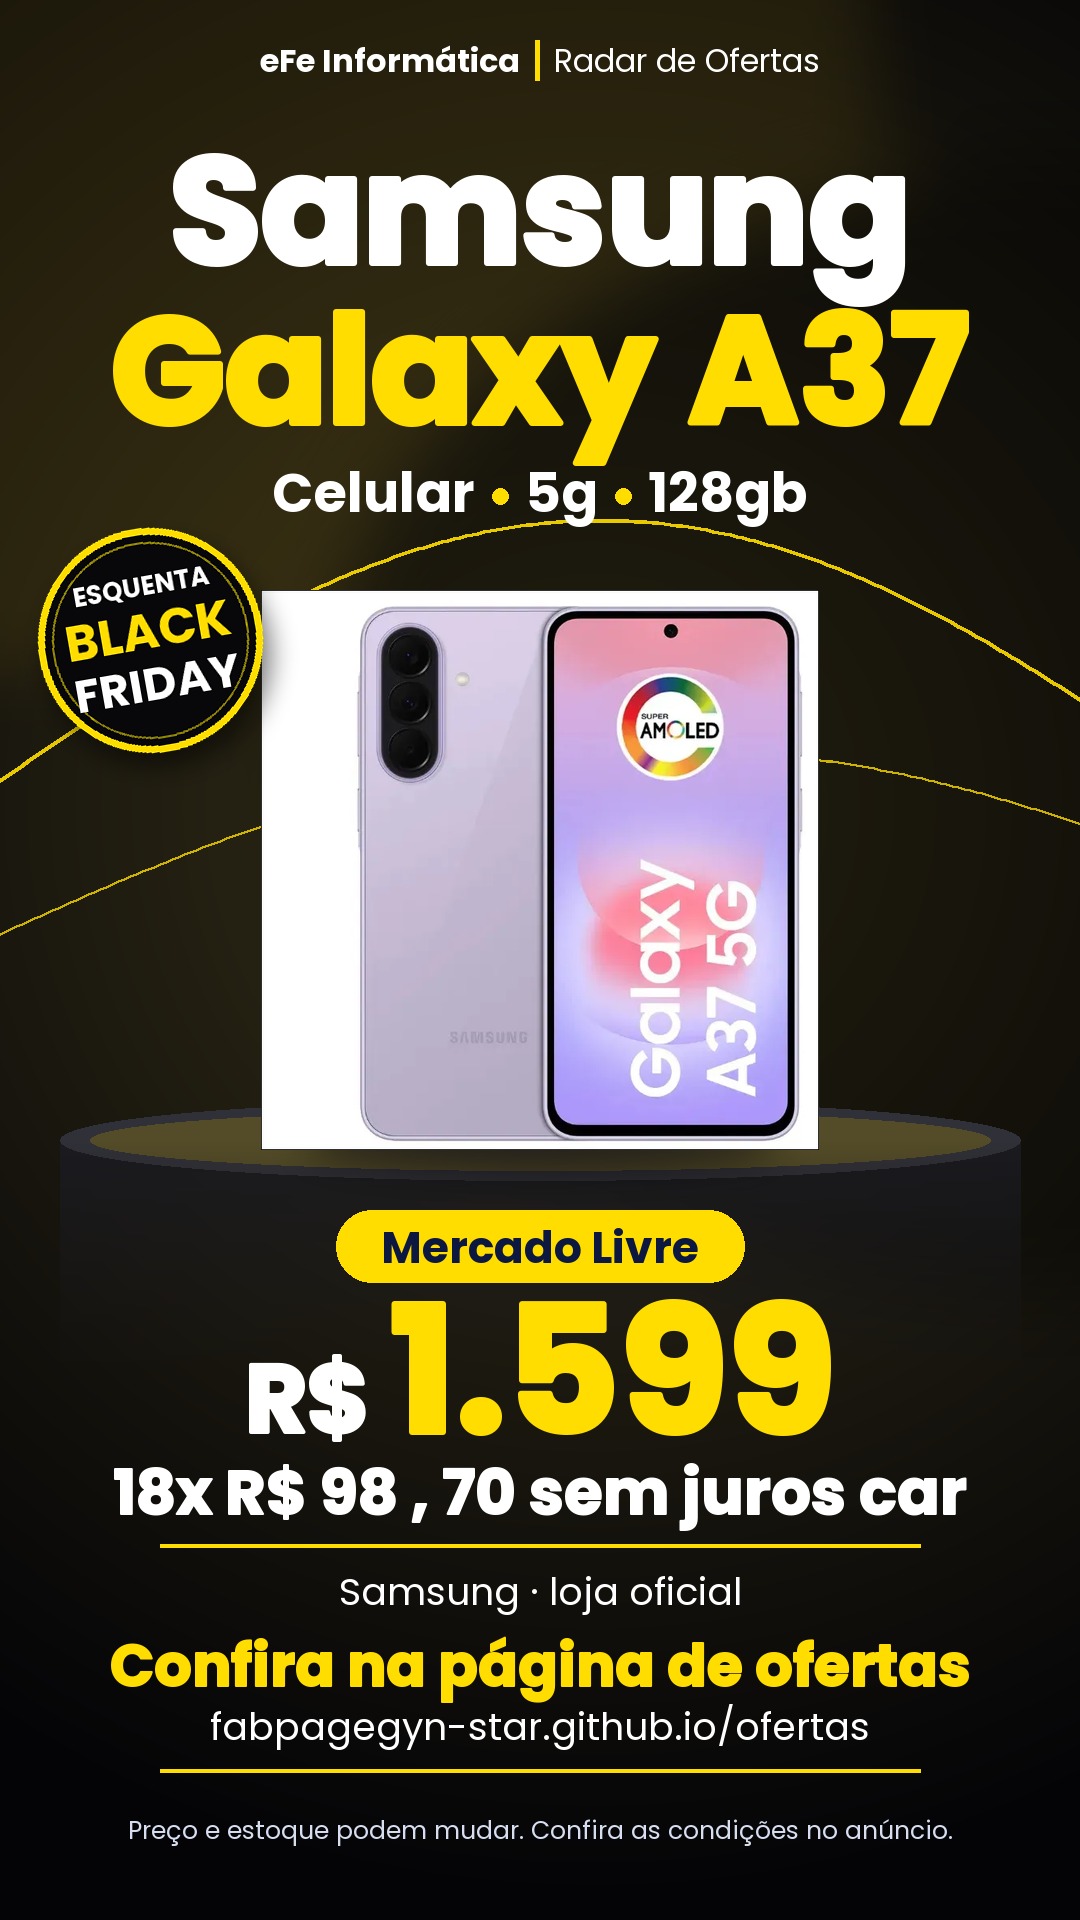 eFe Informática | Radar de Ofertas
Samsung
Galaxy A37
Celular • 5g • 128gb
ESQUENTA
BLACK
FRIDAY
SUPER
AMOLED
Galaxy
A37 5G
SAMSUNG
Mercado Livre
R$ 1.599
18x R$ 98 , 70 sem juros car
Samsung · loja oficial
Confira na página de ofertas
fabpagegyn-star.github.io/ofertas
Preço e estoque podem mudar. Confira as condições no anúncio.